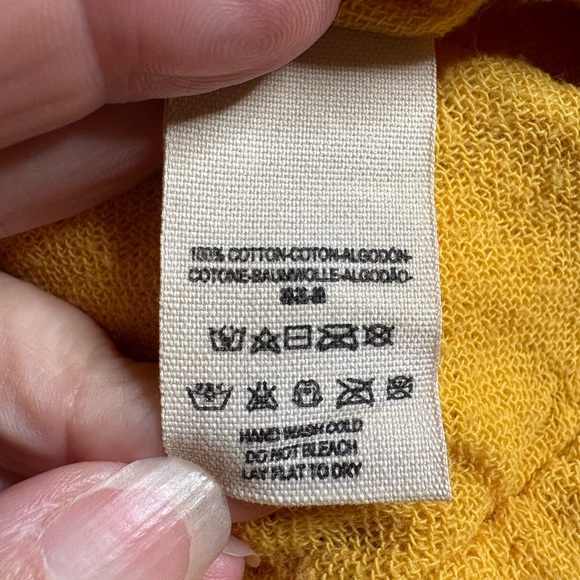 100% COTTON-COTON-ALGODÓN-
COTONE-BAUMWOLLE-ALGODÃO-
HAND WASH COLD
DO NOT BLEACH
LAY FLAT TO DRY